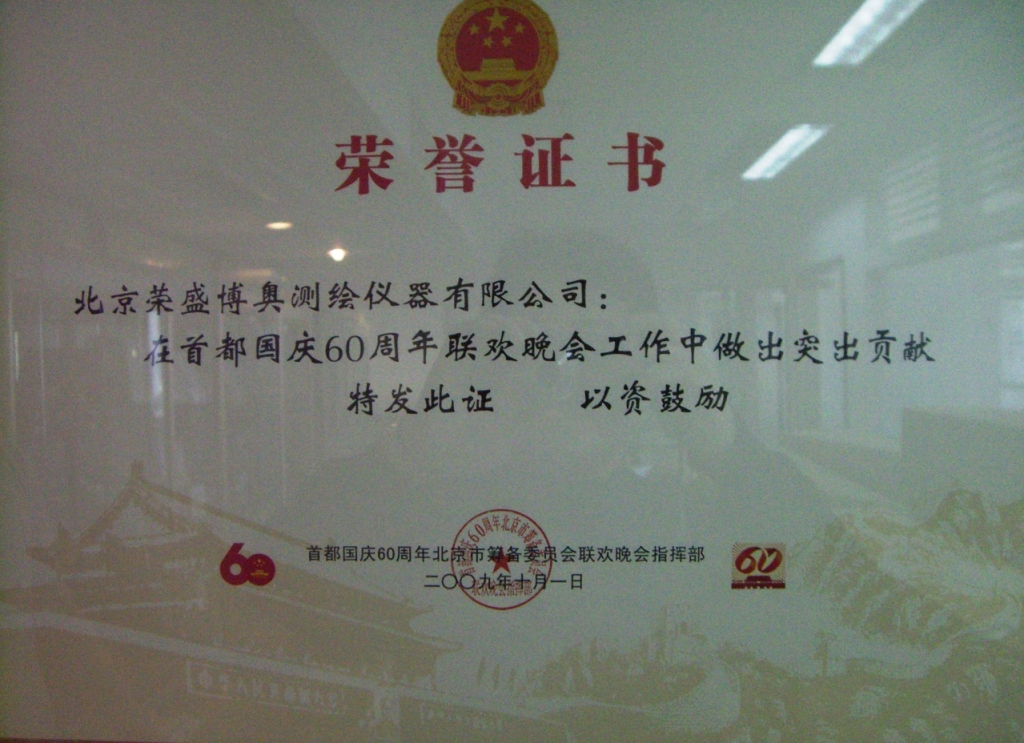 荣誉证书
北京荣盛博奥测绘仪器有限公司：
在首都国庆60周年联欢晚会工作中做出突出贡献
特发此证 以资鼓励
60
首都国庆60周年北京市筹备委员会联欢晚会指挥部
二〇〇九年十月一日
60